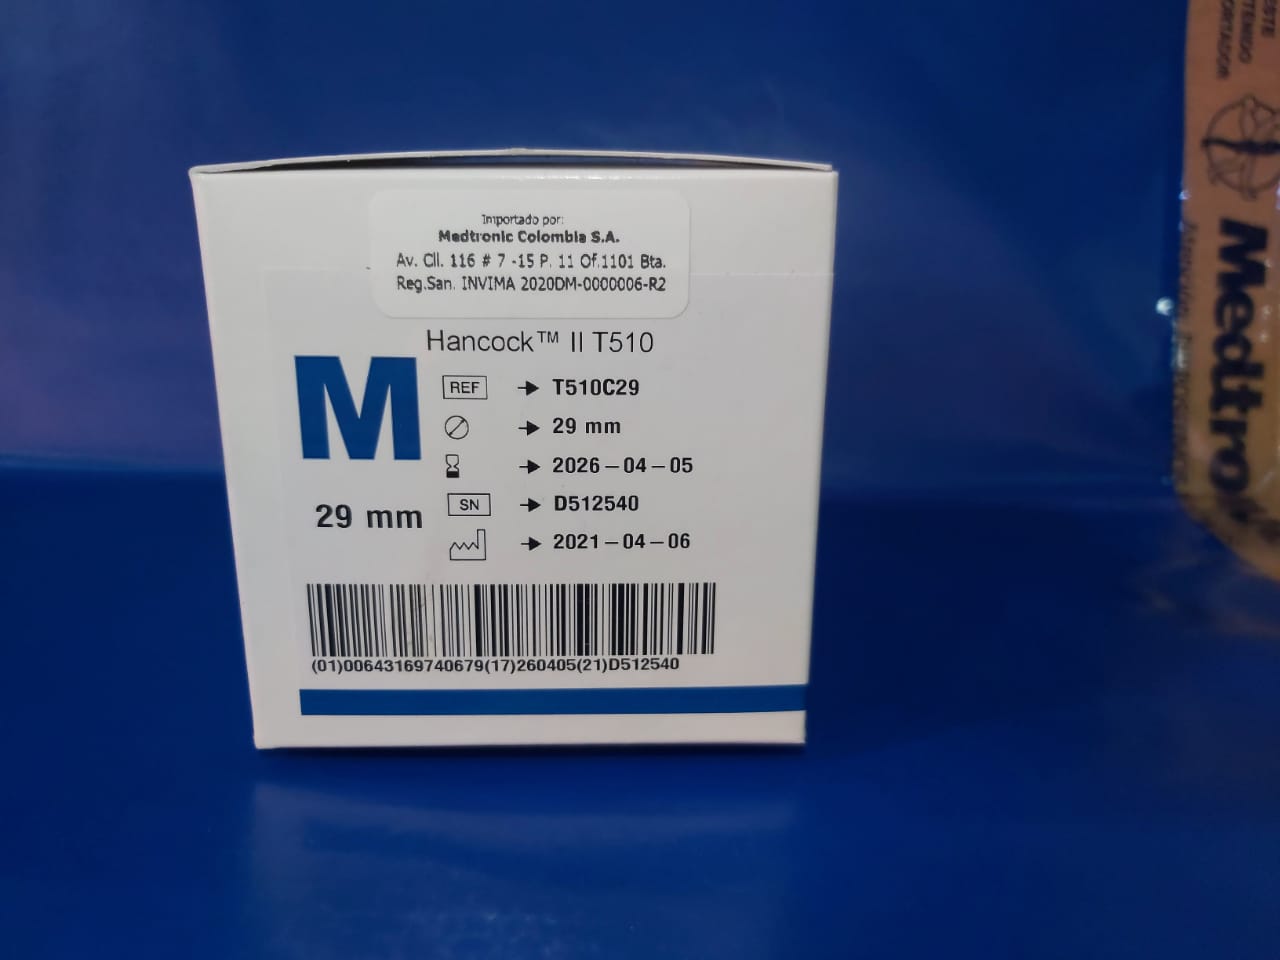 Importado por:
Medtronic Colombia S.A.
Av. Cll. 116 # 7 -15 P. 11 Of.1101 Bta.
Reg.San. INVIMA 2020DM-0000006-R2
Hancock™ II T510
M
REF → T510C29
29 mm
2026-04-05
29 mm
SN → D512540
2021-04-06
(01)00643169740679(17)260405(21)D512540
ESTE
Medtro